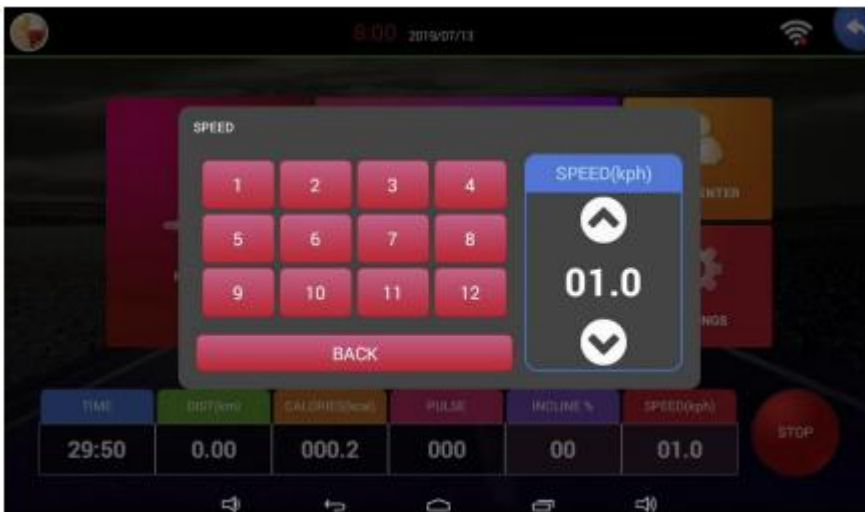 8:00 2019/07/13
SPEED
1 2 3 4
5 6 7 8
9 10 11 12
BACK
SPEED(kph)
01.0
ENTER
NGS
TIME DIST(km) CALORIES(kcal) PULSE INCLINE % SPEED(kph)
29:50 0.00 000.2 000 00 01.0
STOP